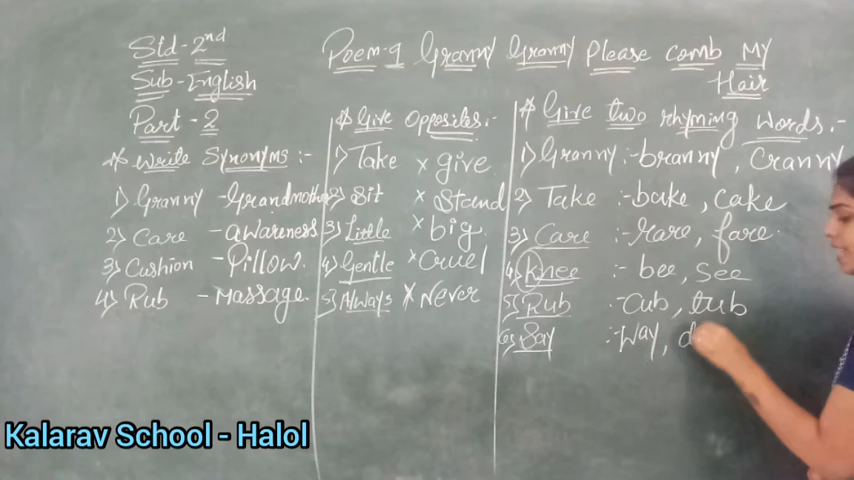 Std-2nd
Sub-English
Part-2
Poem-9 Granny Granny Please comb My
Hair
* Write Synonyms :-
1) Granny - Grandmother
2) Care - awareness
3) Cushion - Pillow.
4) Rub - Massage.
* Give opposites:-
1) Take × give.
2) Sit × Stand
3) Little × big.
4) Gentle × Cruel
5) Always × Never
* Give two rhyming words:-
1) Granny :- branny, Cranny
2) Take :- bake, cake
3) Care :- rare, fare.
4) Knee :- bee, see
5) Rub :- Cub, tub
6) Say :- Way, d
Kalarav School - Halol